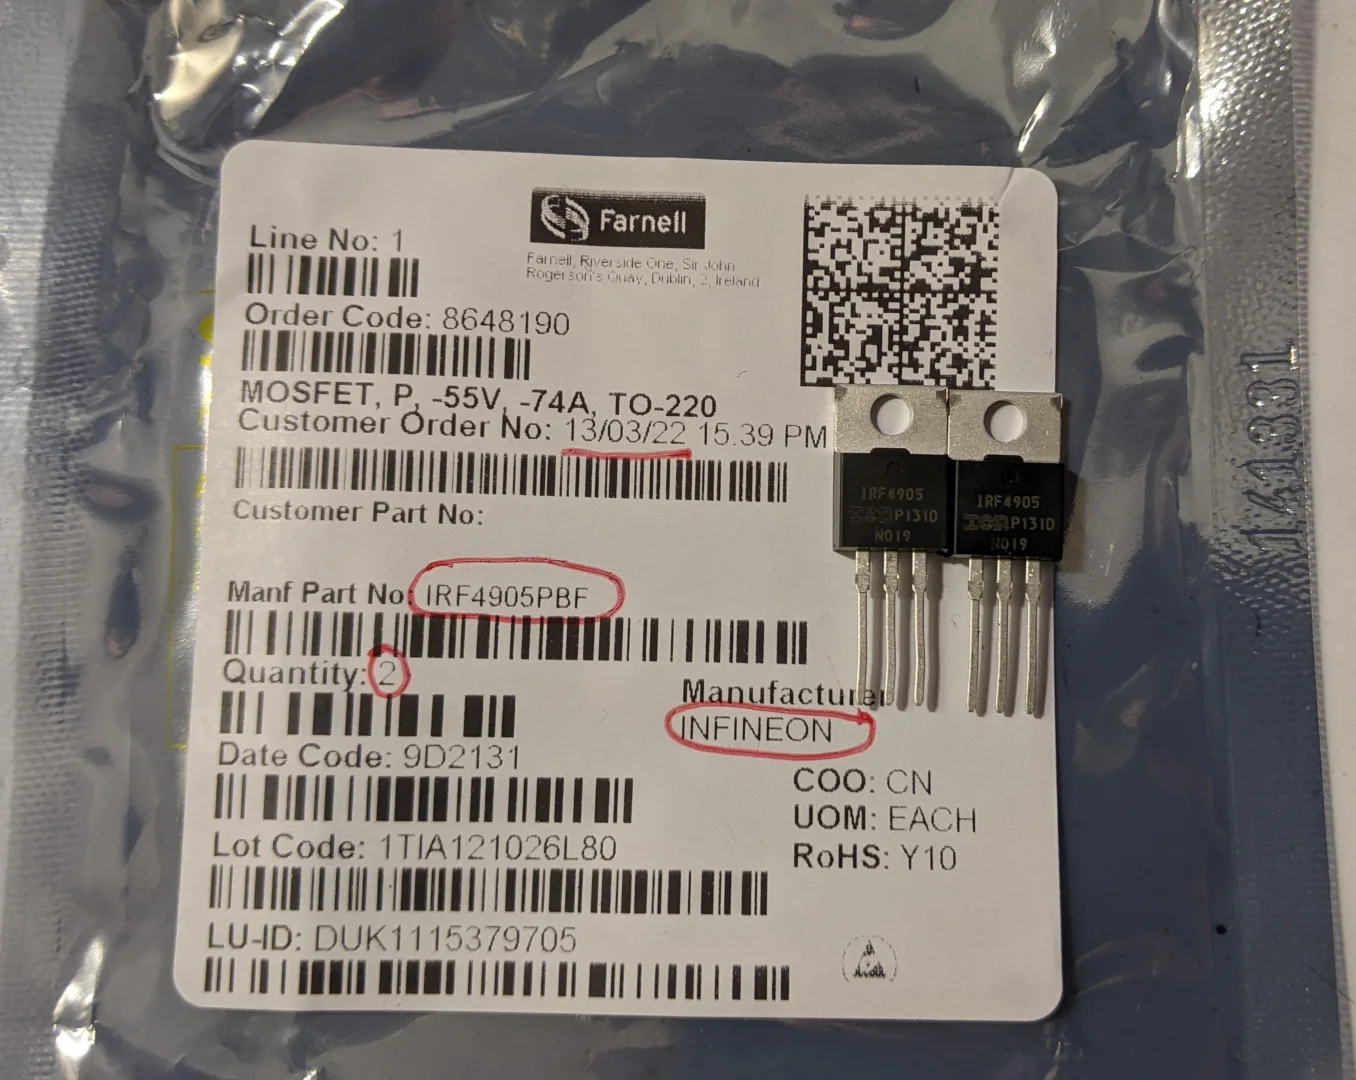 Farnell
Farnell, Riverside One, Sir John
Rogerson's Quay, Dublin, 2, Ireland
Line No: 1
Order Code: 8648190
MOSFET, P, -55V, -74A, TO-220
Customer Order No: 13/03/22 15.39 PM
Customer Part No:
Manf Part No: IRF4905PBF
Quantity: 2
Manufacturer
INFINEON
Date Code: 9D2131
COO: CN
UOM: EACH
Lot Code: 1TIA121026L80
RoHS: Y10
LU-ID: DUK1115379705
IRF4905
IOR P131D
N019
IRF4905
IOR P131D
N019
141331